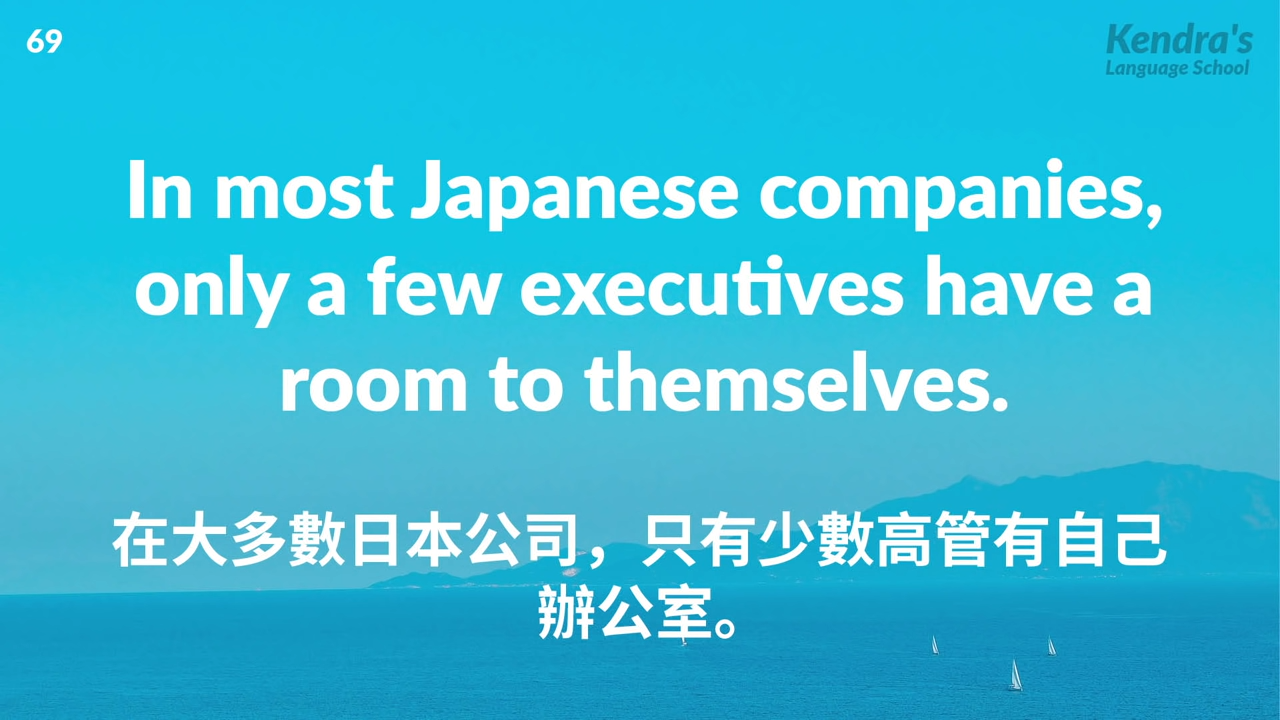 69
Kendra's
Language School
In most Japanese companies,
only a few executives have a
room to themselves.
在大多數日本公司，只有少數高管有自己
辦公室。